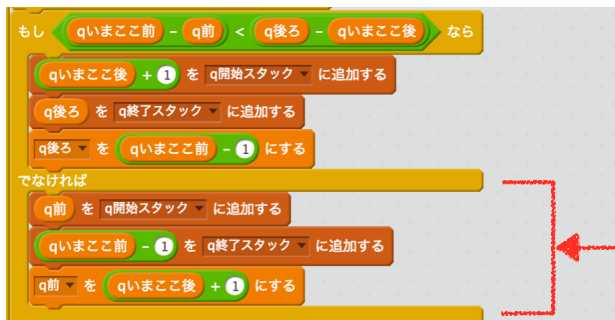 もし qいまここ前 - q前 < q後ろ - qいまここ後 なら
qいまここ後 + 1 を q開始スタック に追加する
q後ろ を q終了スタック に追加する
q後ろ を qいまここ前 - 1 にする
でなければ
q前 を q開始スタック に追加する
qいまここ前 - 1 を q終了スタック に追加する
q前 を qいまここ後 + 1 にする